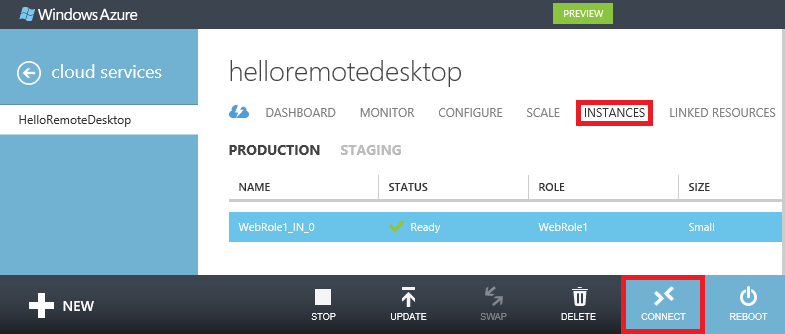 Windows Azure PREVIEW
cloud services
HelloRemoteDesktop
helloremotedesktop
DASHBOARD MONITOR CONFIGURE SCALE INSTANCES LINKED RESOURCES
PRODUCTION STAGING
NAME STATUS ROLE SIZE
WebRole1_IN_0 Ready WebRole1 Small
NEW STOP UPDATE SWAP DELETE CONNECT REBOOT